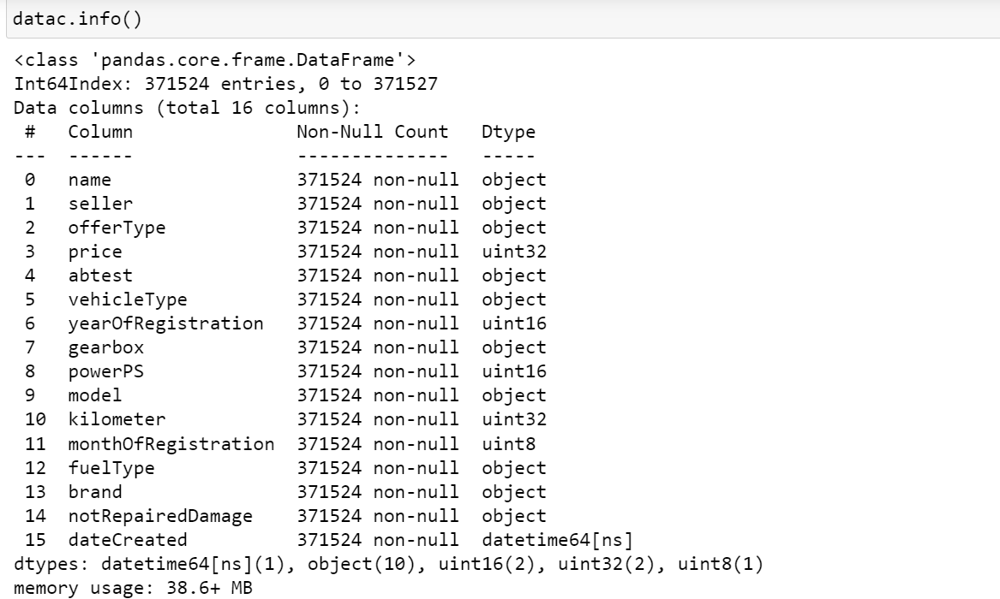 datac.info()
<class 'pandas.core.frame.DataFrame'>
Int64Index: 371524 entries, 0 to 371527
Data columns (total 16 columns):
 #   Column               Non-Null Count   Dtype
---  ------               --------------   -----
 0   name                 371524 non-null  object
 1   seller               371524 non-null  object
 2   offerType            371524 non-null  object
 3   price                371524 non-null  uint32
 4   abtest               371524 non-null  object
 5   vehicleType          371524 non-null  object
 6   yearOfRegistration   371524 non-null  uint16
 7   gearbox              371524 non-null  object
 8   powerPS              371524 non-null  uint16
 9   model                371524 non-null  object
 10  kilometer            371524 non-null  uint32
 11  monthOfRegistration  371524 non-null  uint8
 12  fuelType             371524 non-null  object
 13  brand                371524 non-null  object
 14  notRepairedDamage    371524 non-null  object
 15  dateCreated          371524 non-null  datetime64[ns]
dtypes: datetime64[ns](1), object(10), uint16(2), uint32(2), uint8(1)
memory usage: 38.6+ MB